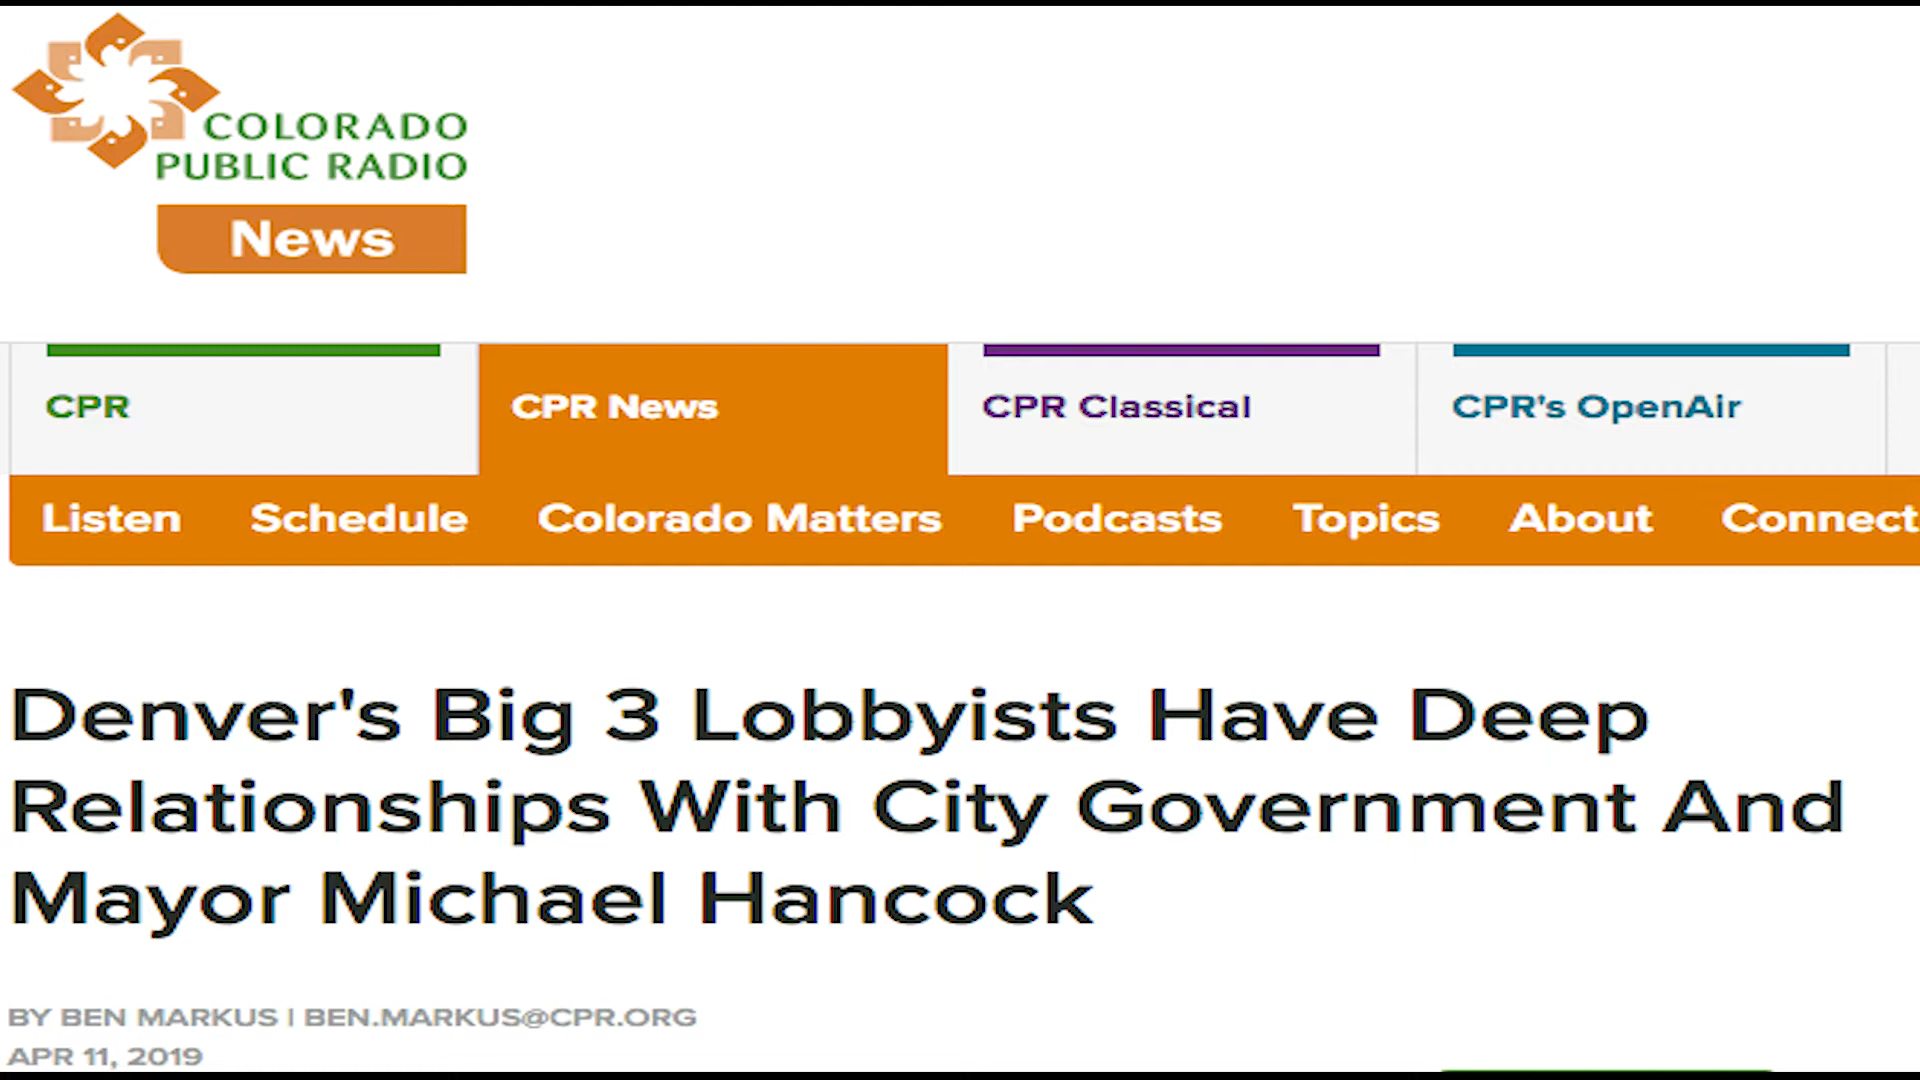 COLORADO
PUBLIC RADIO
News
CPR CPR News CPR Classical CPR's OpenAir
Listen Schedule Colorado Matters Podcasts Topics About Connect
Denver's Big 3 Lobbyists Have Deep
Relationships With City Government And
Mayor Michael Hancock
BY BEN MARKUS | BEN.MARKUS@CPR.ORG
APR 11, 2019